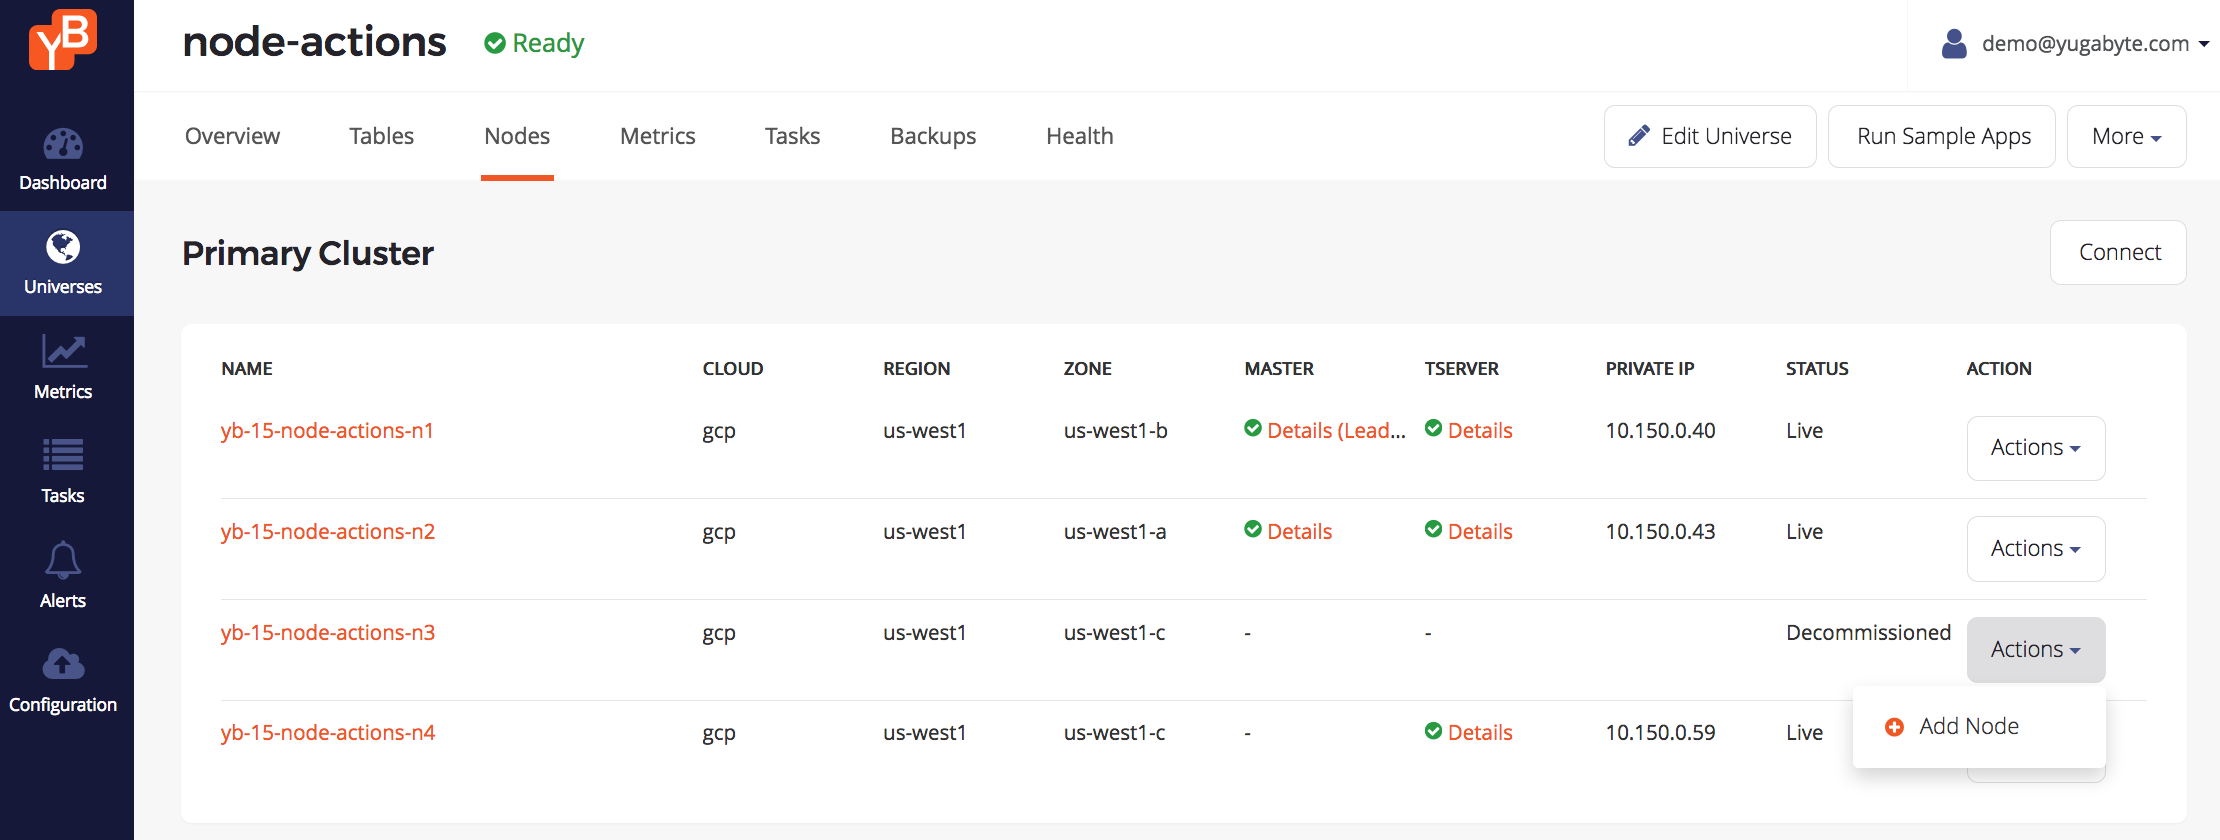 YB
node-actions Ready
demo@yugabyte.com
Overview Tables Nodes Metrics Tasks Backups Health Edit Universe Run Sample Apps More
Dashboard
Universes
Metrics
Tasks
Alerts
Configuration
Primary Cluster Connect
NAME CLOUD REGION ZONE MASTER TSERVER PRIVATE IP STATUS ACTION
yb-15-node-actions-n1 gcp us-west1 us-west1-b Details (Lead... Details 10.150.0.40 Live Actions
yb-15-node-actions-n2 gcp us-west1 us-west1-a Details Details 10.150.0.43 Live Actions
yb-15-node-actions-n3 gcp us-west1 us-west1-c - - Decommissioned Actions
yb-15-node-actions-n4 gcp us-west1 us-west1-c - Details 10.150.0.59 Live
Add Node